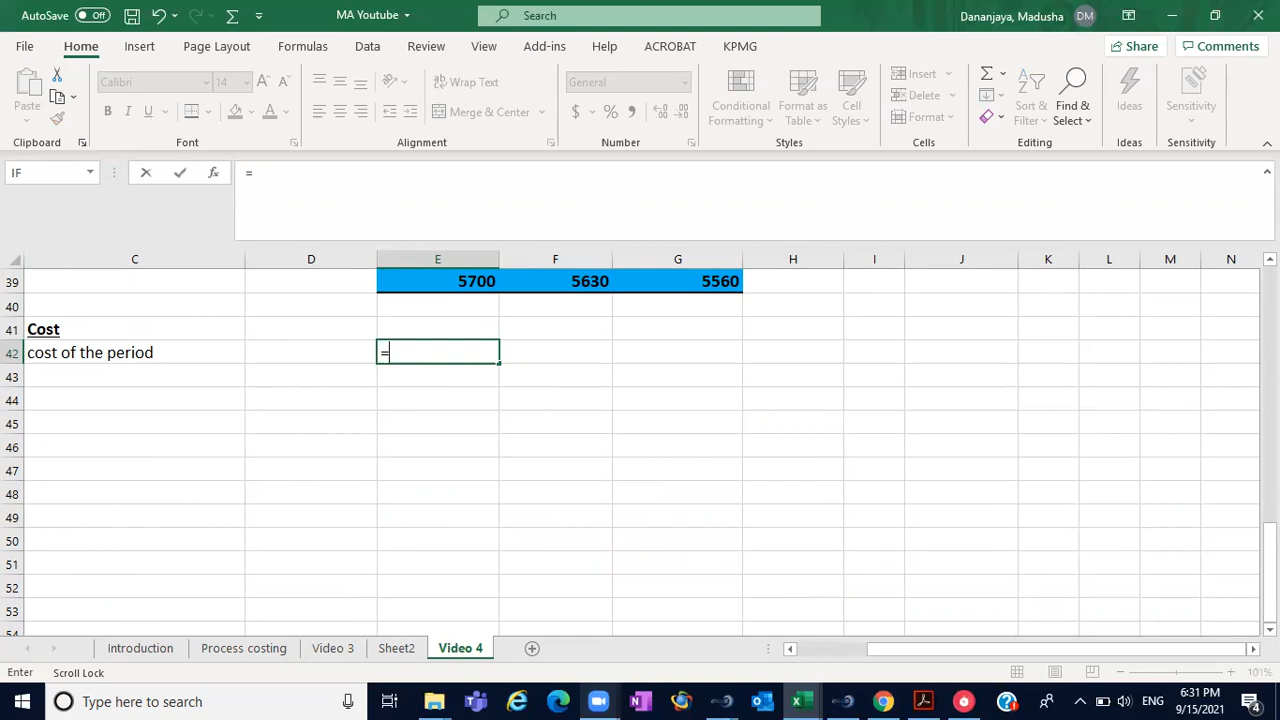 AutoSave Off MA Youtube Search Dananjaya, Madusha DM
File Home Insert Page Layout Formulas Data Review View Add-ins Help ACROBAT KPMG Share Comments
Calibri 14 Wrap Text General Insert
Paste B I U Merge & Center $ % Conditional Formatting Format as Table Cell Styles Delete Format Sort & Filter Find & Select Ideas Sensitivity
Clipboard Font Alignment Number Styles Cells Editing Ideas Sensitivity
IF fx =
C D E F G H I J K L M N
39 5700 5630 5560
40
41 Cost
42 cost of the period =
43
44
45
46
47
48
49
50
51
52
53
54
Introduction Process costing Video 3 Sheet2 Video 4
Enter Scroll Lock 101%
Type here to search ENG 6:31 PM
9/15/2021 4